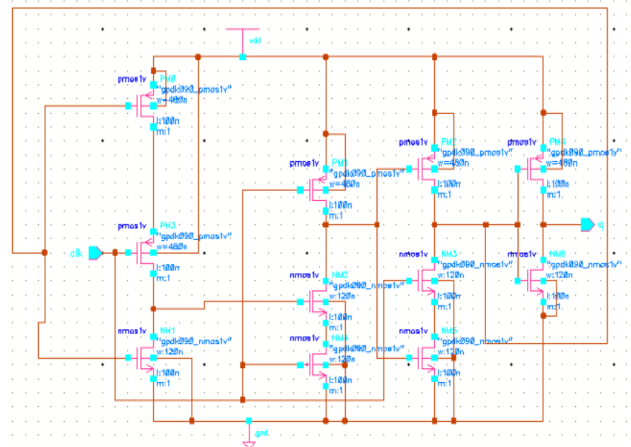 vdd
pmos1v PM0
"gpdk090_pmos1v"
w=480n
l:100n
m:1
pmos1v PM3
"gpdk090_pmos1v"
w=480n
l:100n
m:1
clk
nmos1v NM1
"gpdk090_nmos1v"
w:120n
l:100n
m:1
pmos1v
"gpdk090_pmos1v"
w=480n
l:100n
m:1
nmos1v NM2
"gpdk090_nmos1v"
w:120n
l:100n
m:1
nmos1v
"gpdk090_nmos1v"
w:120n
l:100n
m:1
pmos1v PM2
"gpdk090_pmos1v"
w=480n
l:100n
m:1
nmos1v NM3
"gpdk090_nmos1v"
w:120n
l:100n
m:1
nmos1v NM5
"gpdk090_nmos1v"
w:120n
l:100n
m:1
pmos1v PM4
"gpdk090_pmos1v"
w=480n
l:100n
m:1
q
nmos1v
"gpdk090_nmos1v"
w:120n
l:100n
m:1
gnd